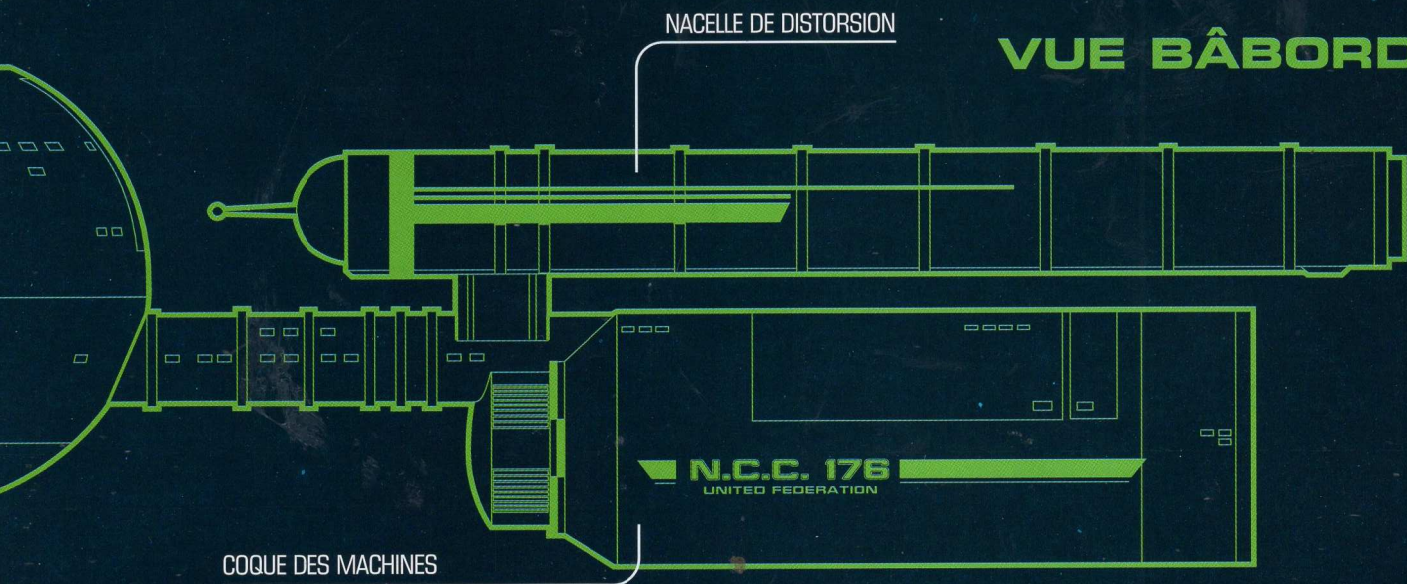 NACELLE DE DISTORSION
VUE BÂBORD
N.C.C. 176
UNITED FEDERATION
COQUE DES MACHINES